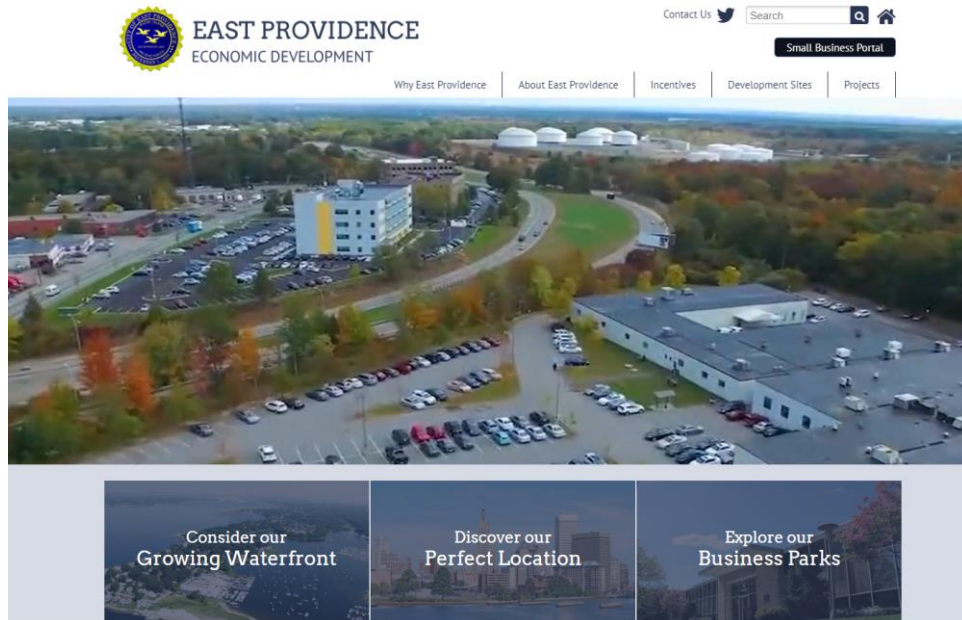 EAST PROVIDENCE
ECONOMIC DEVELOPMENT
Contact Us
Search
Small Business Portal
Why East Providence
About East Providence
Incentives
Development Sites
Projects
Consider our
Growing Waterfront
Discover our
Perfect Location
Explore our
Business Parks